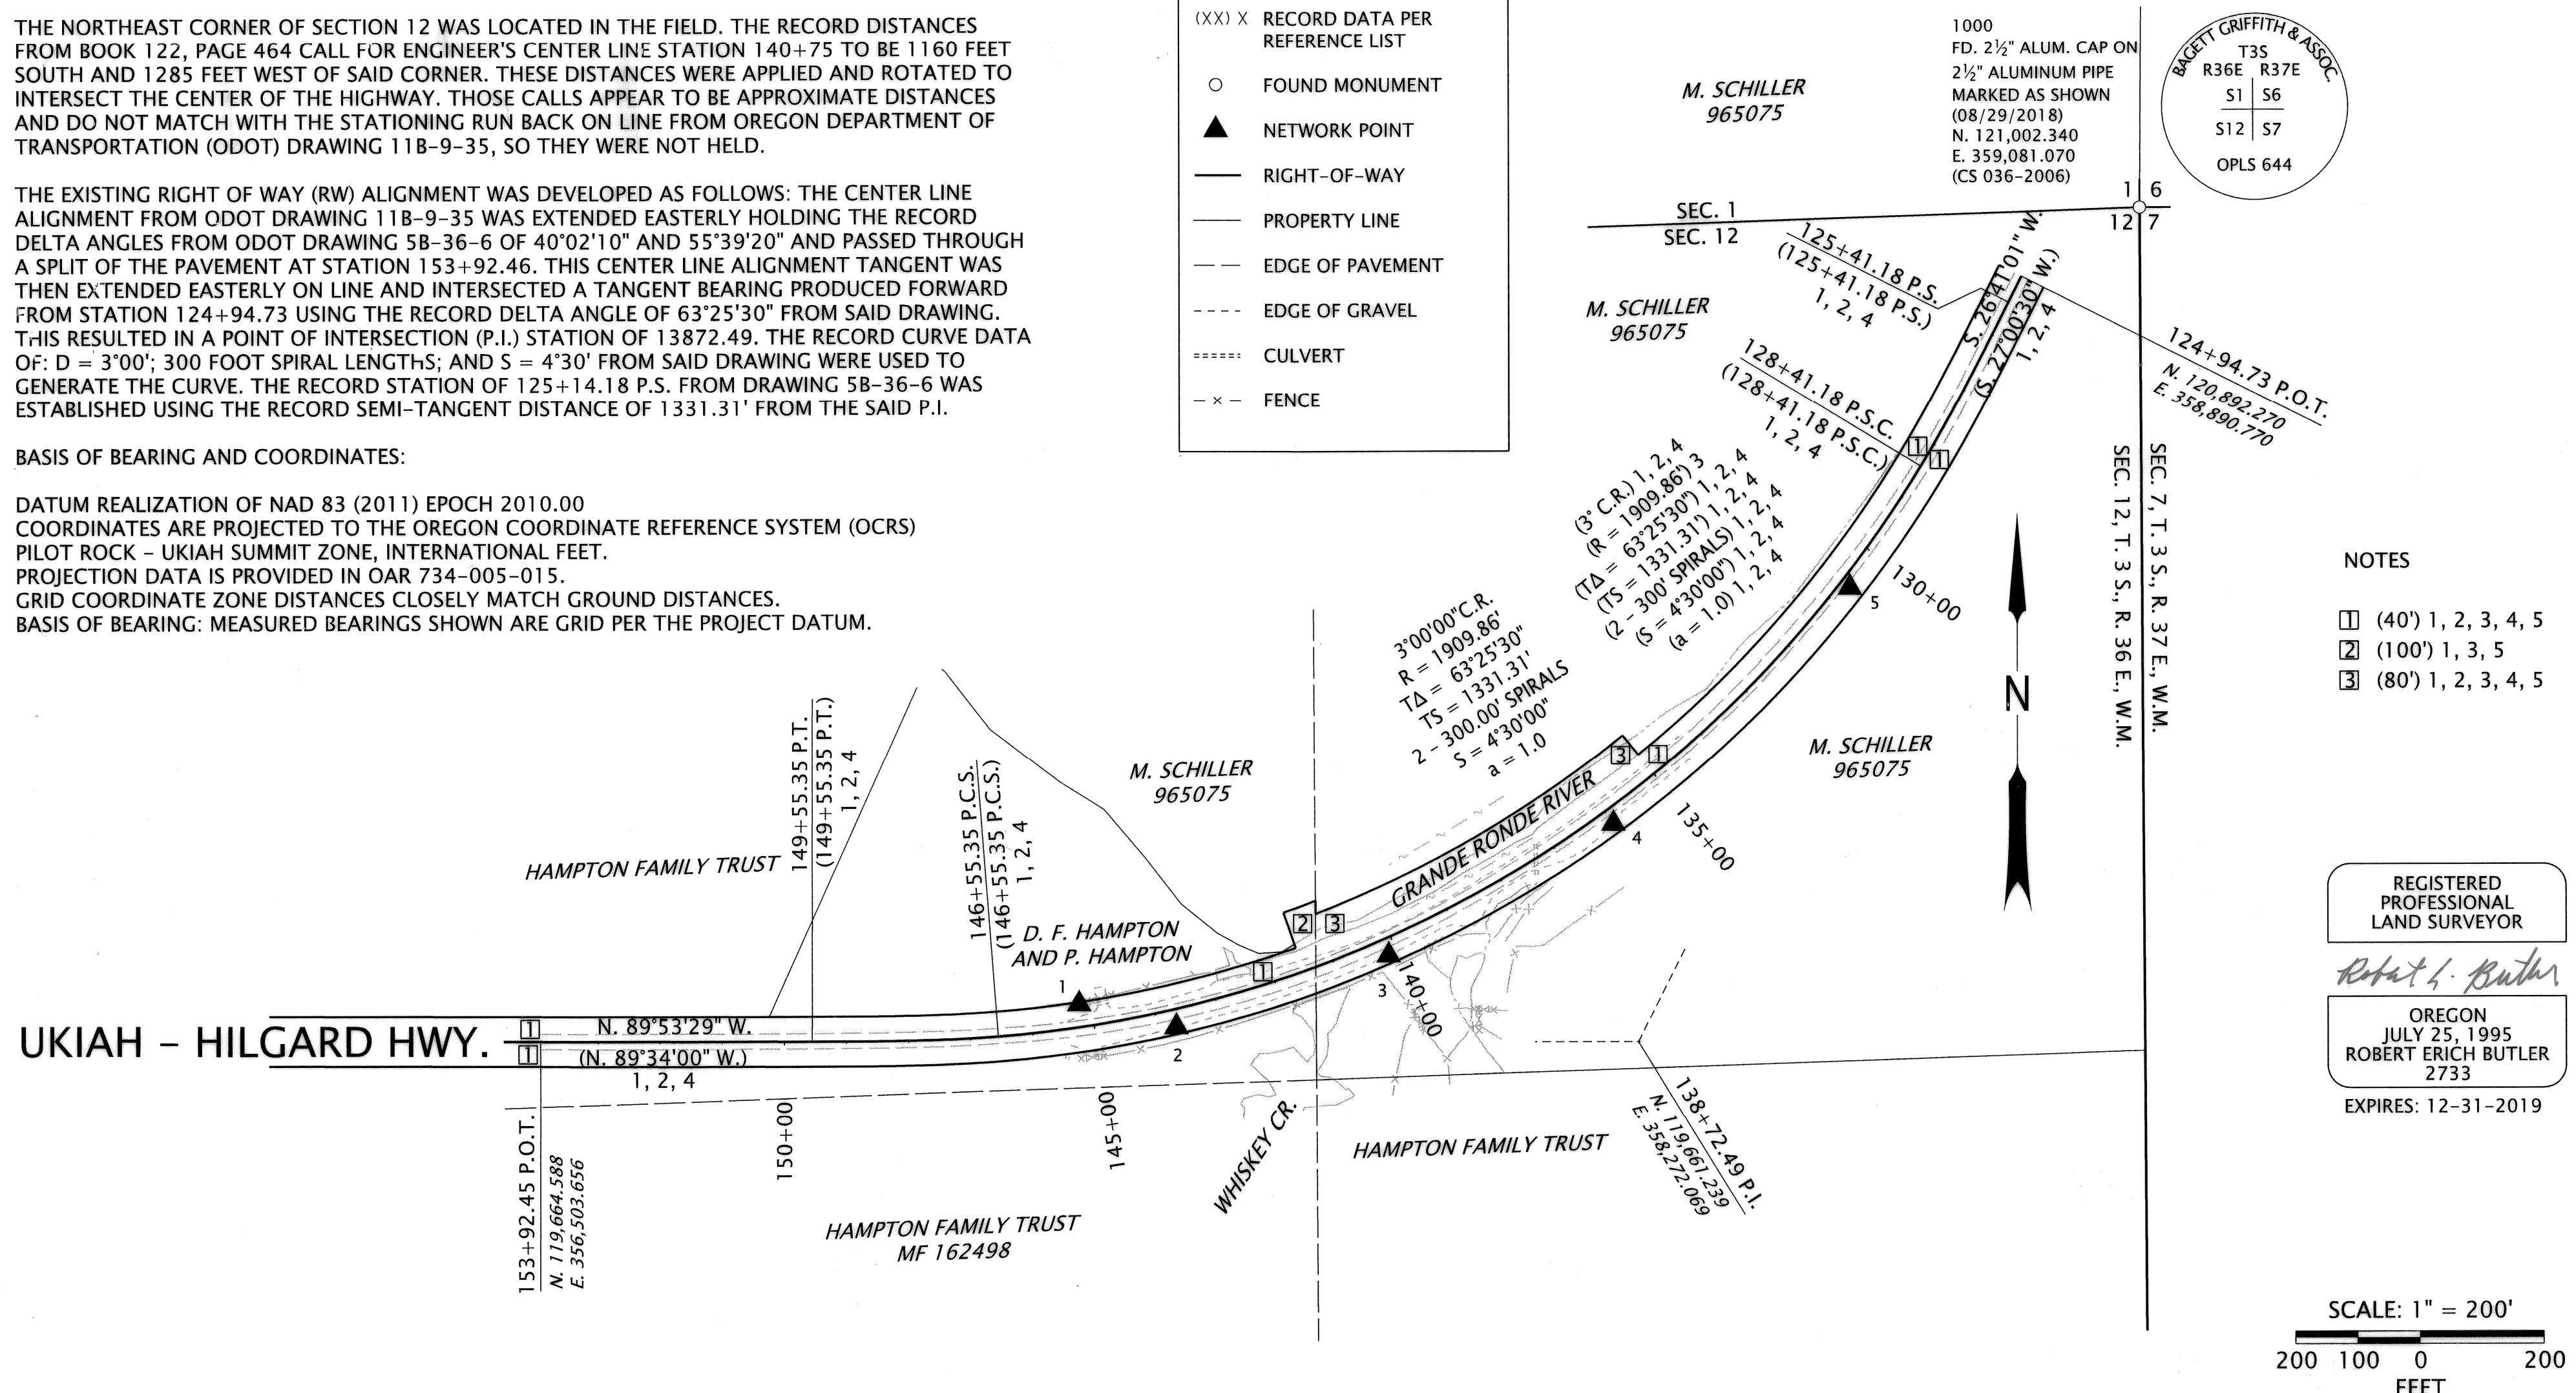 THE NORTHEAST CORNER OF SECTION 12 WAS LOCATED IN THE FIELD. THE RECORD DISTANCES
FROM BOOK 122, PAGE 464 CALL FOR ENGINEER'S CENTER LINE STATION 140+75 TO BE 1160 FEET
SOUTH AND 1285 FEET WEST OF SAID CORNER. THESE DISTANCES WERE APPLIED AND ROTATED TO
INTERSECT THE CENTER OF THE HIGHWAY. THOSE CALLS APPEAR TO BE APPROXIMATE DISTANCES
AND DO NOT MATCH WITH THE STATIONING RUN BACK ON LINE FROM OREGON DEPARTMENT OF
TRANSPORTATION (ODOT) DRAWING 11B-9-35, SO THEY WERE NOT HELD.
THE EXISTING RIGHT OF WAY (RW) ALIGNMENT WAS DEVELOPED AS FOLLOWS: THE CENTER LINE
ALIGNMENT FROM ODOT DRAWING 11B-9-35 WAS EXTENDED EASTERLY HOLDING THE RECORD
DELTA ANGLES FROM ODOT DRAWING 5B-36-6 OF 40°02'10" AND 55°39'20" AND PASSED THROUGH
A SPLIT OF THE PAVEMENT AT STATION 153+92.46. THIS CENTER LINE ALIGNMENT TANGENT WAS
THEN EXTENDED EASTERLY ON LINE AND INTERSECTED A TANGENT BEARING PRODUCED FORWARD
FROM STATION 124+94.73 USING THE RECORD DELTA ANGLE OF 63°25'30" FROM SAID DRAWING.
THIS RESULTED IN A POINT OF INTERSECTION (P.I.) STATION OF 13872.49. THE RECORD CURVE DATA
OF: D = 3°00'; 300 FOOT SPIRAL LENGTHS; AND S = 4°30' FROM SAID DRAWING WERE USED TO
GENERATE THE CURVE. THE RECORD STATION OF 125+14.18 P.S. FROM DRAWING 5B-36-6 WAS
ESTABLISHED USING THE RECORD SEMI-TANGENT DISTANCE OF 1331.31' FROM THE SAID P.I.
BASIS OF BEARING AND COORDINATES:
DATUM REALIZATION OF NAD 83 (2011) EPOCH 2010.00
COORDINATES ARE PROJECTED TO THE OREGON COORDINATE REFERENCE SYSTEM (OCRS)
PILOT ROCK - UKIAH SUMMIT ZONE, INTERNATIONAL FEET.
PROJECTION DATA IS PROVIDED IN OAR 734-005-015.
GRID COORDINATE ZONE DISTANCES CLOSELY MATCH GROUND DISTANCES.
BASIS OF BEARING: MEASURED BEARINGS SHOWN ARE GRID PER THE PROJECT DATUM.
(XX) X RECORD DATA PER
REFERENCE LIST
FOUND MONUMENT
NETWORK POINT
RIGHT-OF-WAY
PROPERTY LINE
EDGE OF PAVEMENT
EDGE OF GRAVEL
CULVERT
FENCE
M. SCHILLER
965075
1000
FD. 2½" ALUM. CAP ON
2½" ALUMINUM PIPE
MARKED AS SHOWN
(08/29/2018)
N. 121,002.340
E. 359,081.070
(CS 036-2006)
BAGETT GRIFFITH & ASSOC.
T3S
R36E R37E
S1 S6
S12 S7
OPLS 644
1 6
12 7
SEC. 1
SEC. 12
M. SCHILLER
965075
125+41.18 P.S.
(125+41.18 P.S.)
1, 2, 4
S. 26°41'01" W.
(S. 27°00'30" W.)
1, 2, 4
124+94.73 P.O.T.
N. 120,892.270
E. 358,890.770
128+41.18 P.S.C.
(128+41.18 P.S.C.)
1, 2, 4
1
1
SEC. 12, T. 3 S., R. 36 E., W.M.
SEC. 7, T. 3 S., R. 37 E., W.M.
(3° C.R.) 1, 2, 4
(R = 1909.86') 3
(TΔ = 63°25'30") 1, 2, 4
(TS = 1331.31') 1, 2, 4
(2 - 300' SPIRALS) 1, 2, 4
(S = 4°30'00") 1, 2, 4
(a = 1.0) 1, 2, 4
3°00'00"C.R.
R = 1909.86'
TΔ = 63°25'30"
TS = 1331.31'
2 - 300.00' SPIRALS
S = 4°30'00"
a = 1.0
5
130+00
N
NOTES
1 (40') 1, 2, 3, 4, 5
2 (100') 1, 3, 5
3 (80') 1, 2, 3, 4, 5
M. SCHILLER
965075
M. SCHILLER
965075
3 1
GRANDE RONDE RIVER
4
135+00
149+55.35 P.T.
(149+55.35 P.T.)
1, 2, 4
146+55.35 P.C.S.
(146+55.35 P.C.S.)
1, 2, 4
HAMPTON FAMILY TRUST
D. F. HAMPTON
AND P. HAMPTON
2 3
1
1
2
3
140+00
UKIAH - HILGARD HWY.
1
1
N. 89°53'29" W.
(N. 89°34'00" W.)
1, 2, 4
153+92.45 P.O.T.
N. 119,664.588
E. 356,503.656
150+00
145+00
WHISKEY CR.
HAMPTON FAMILY TRUST
138+72.49 P.I.
N. 119,661.239
E. 358,272.069
HAMPTON FAMILY TRUST
MF 162498
REGISTERED
PROFESSIONAL
LAND SURVEYOR
Robert E. Butler
OREGON
JULY 25, 1995
ROBERT ERICH BUTLER
2733
EXPIRES: 12-31-2019
SCALE: 1" = 200'
200 100 0 200
FEET